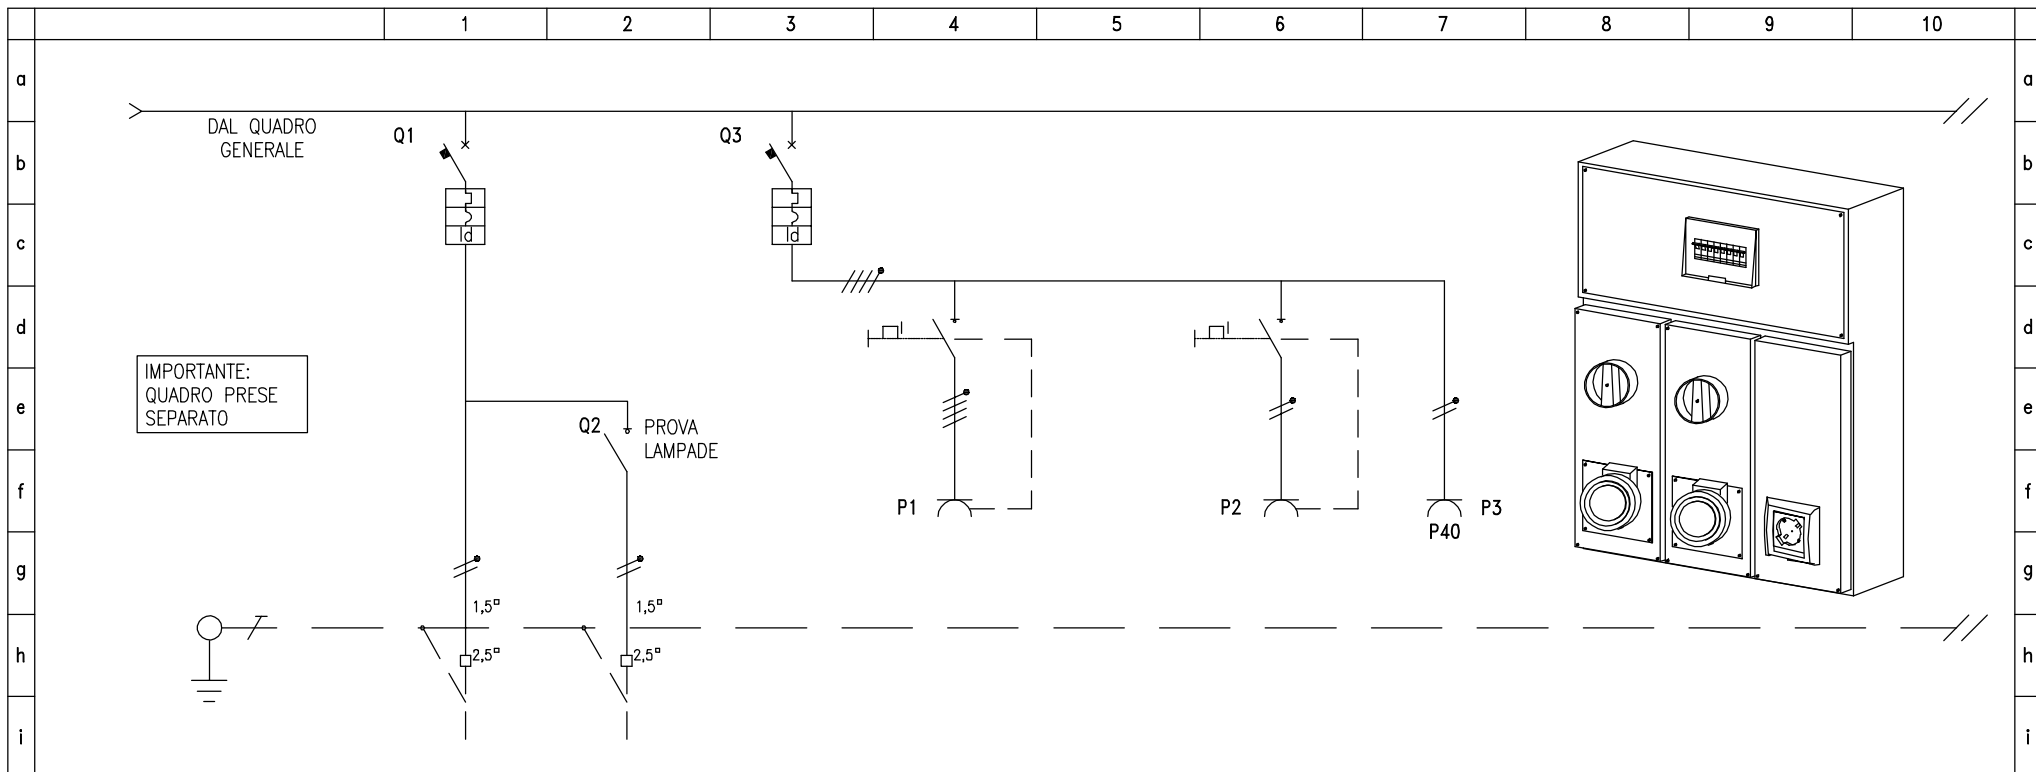 1 2 3 4 5 6 7 8 9 10
a a
DAL QUADRO
GENERALE
Q1 Q3
b b
c c
Id Id
d d
IMPORTANTE:
QUADRO PRESE
SEPARATO
e e
Q2 PROVA
LAMPADE
f f
P1 P2 P3
P40
g g
1,5° 1,5°
h h
2,5° 2,5°
i i